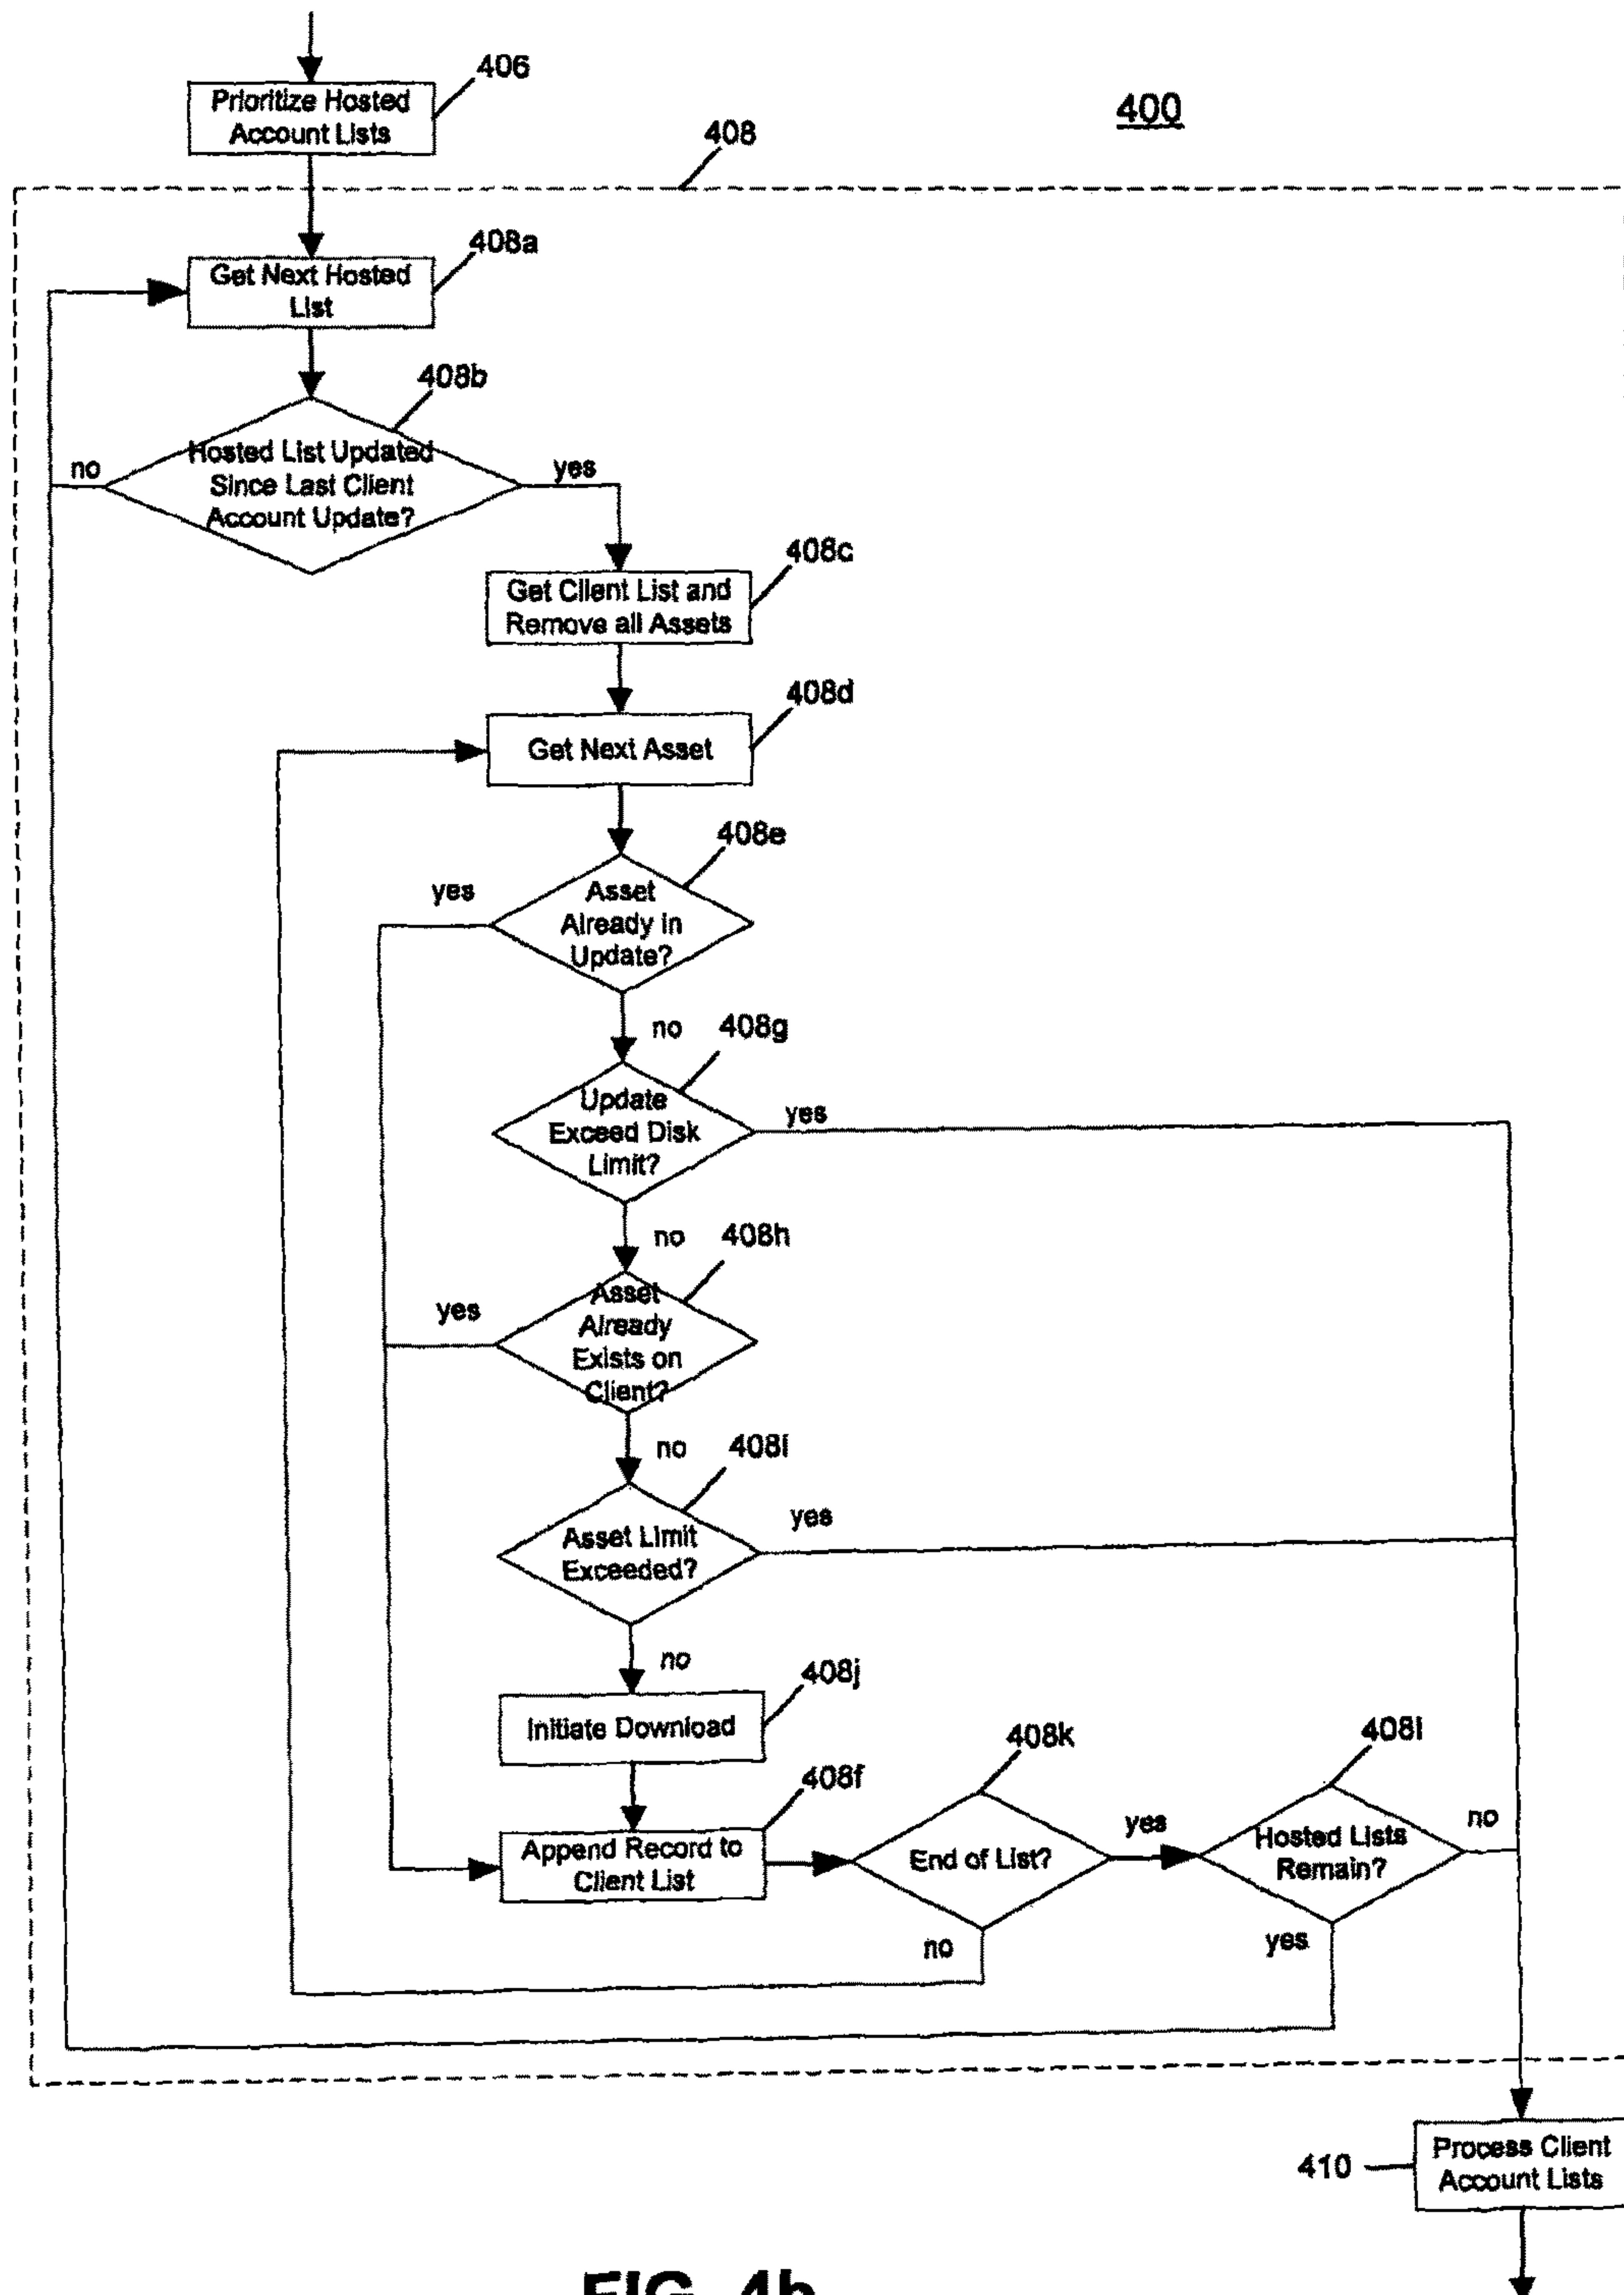 406
Prioritize Hosted
Account Lists
400
408
408a
Get Next Hosted
List
408b
Hosted List Updated
Since Last Client
Account Update?
no
yes
408c
Get Client List and
Remove all Assets
408d
Get Next Asset
408e
yes
Asset
Already in
Update?
no
408g
Update
Exceed Disk
Limit?
yes
no
408h
yes
Asset
Already
Exists on
Client?
no
408i
Asset Limit
Exceeded?
yes
no
408j
Initiate Download
408f
Append Record to
Client List
408k
End of List?
yes
no
408l
Hosted Lists
Remain?
no
yes
410
Process Client
Account Lists
FIG. 4b